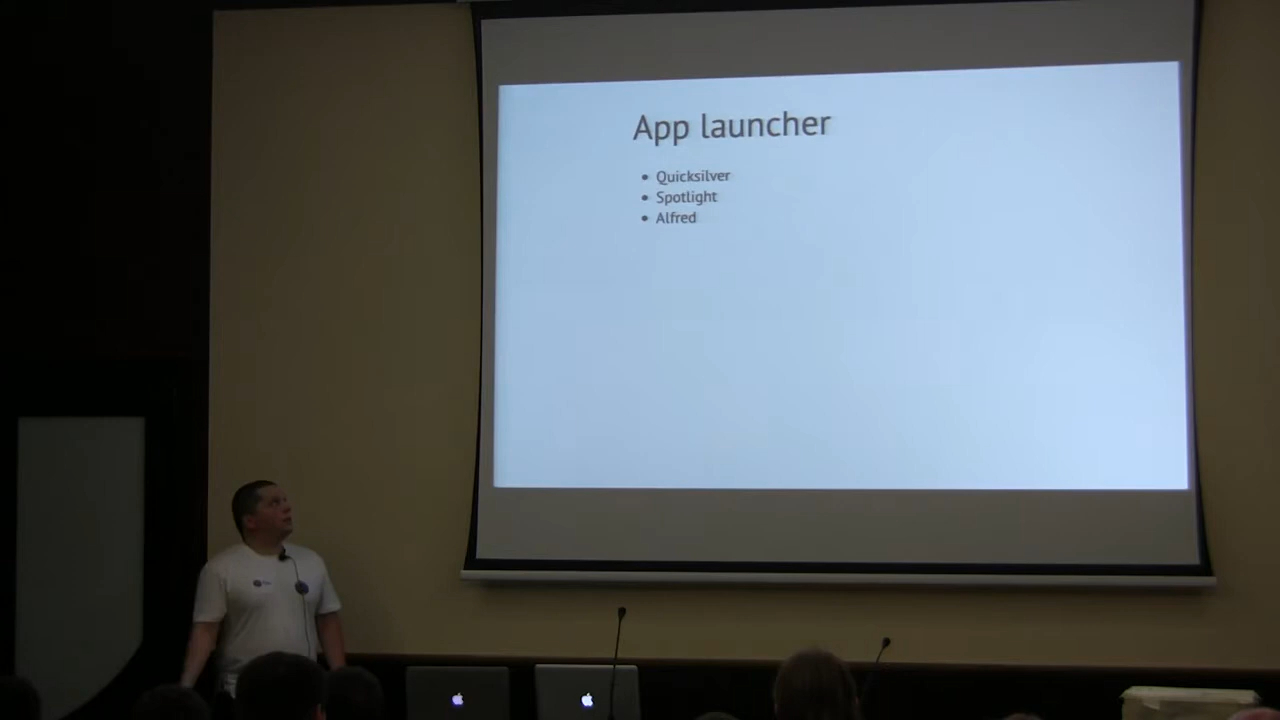 App launcher
• Quicksilver
• Spotlight
• Alfred